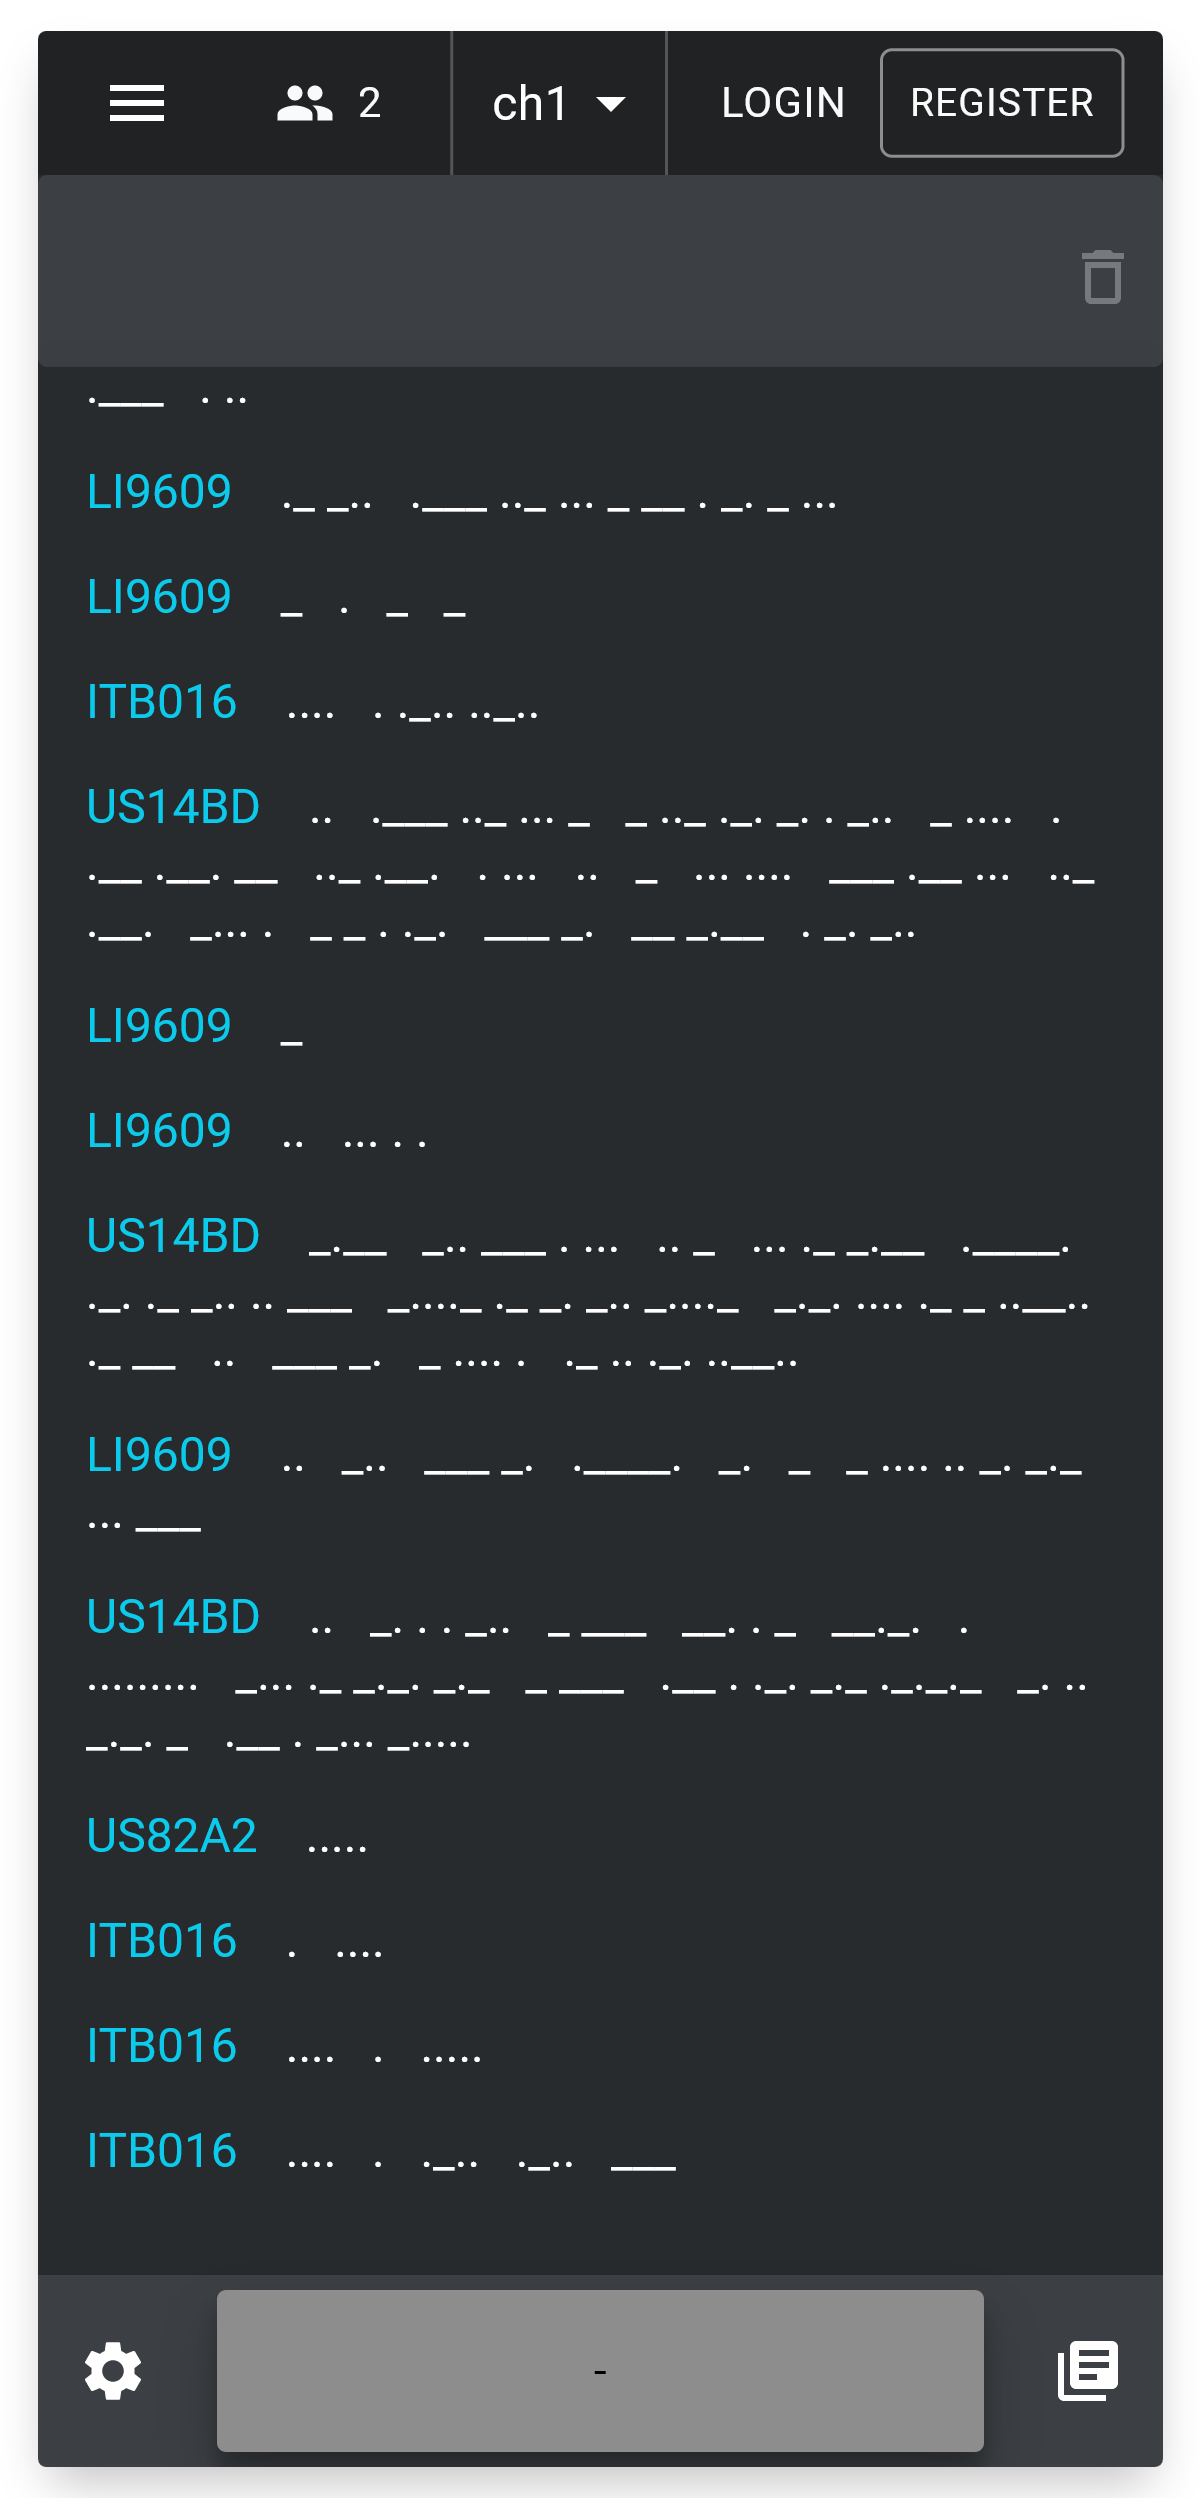 2 ch1 LOGIN REGISTER
.___   . ..
LI9609 ._ _..   .___ .._ ... _ __ . _. _ ...
LI9609 _   .   _   _
ITB016 ....   . ._.. .._..
US14BD ..   .___ .._ ... _   _ .._ ._. _. . _..   _ ....   .
.__ .__. __   .._ .__.   . ...   ..   _   ... ....   ___ .__ ...   .._
.__.   _... .   _ _ . ._.   ___ _.   __ _.__   . _. _..
LI9609 _
LI9609 ..   ... . .
US14BD _.__   _.. ___ . ...   .. _   ... ._ _.__   .____.
._. ._ _.. .. ___   _...._ ._ _. _.. _...._   _._. .... ._ _ ..__..
._ __   ..   ___ _.   _ .... .   ._ .. ._. ..__..
LI9609 ..   _..   ___ _.   .____.   _.   _   _ .... .. _. _._
... ___
US14BD ..   _. . . _..   _ ___   __. . _   __._.   .
.........   _... ._ _._. _._   _ ___   .__ . ._. _._ ._._._   _. ..
_._. _   .__ . _... _.....
US82A2 .....
ITB016 .   ....
ITB016 ....   .   .....
ITB016 ....   .   ._..   ._..   ___
-